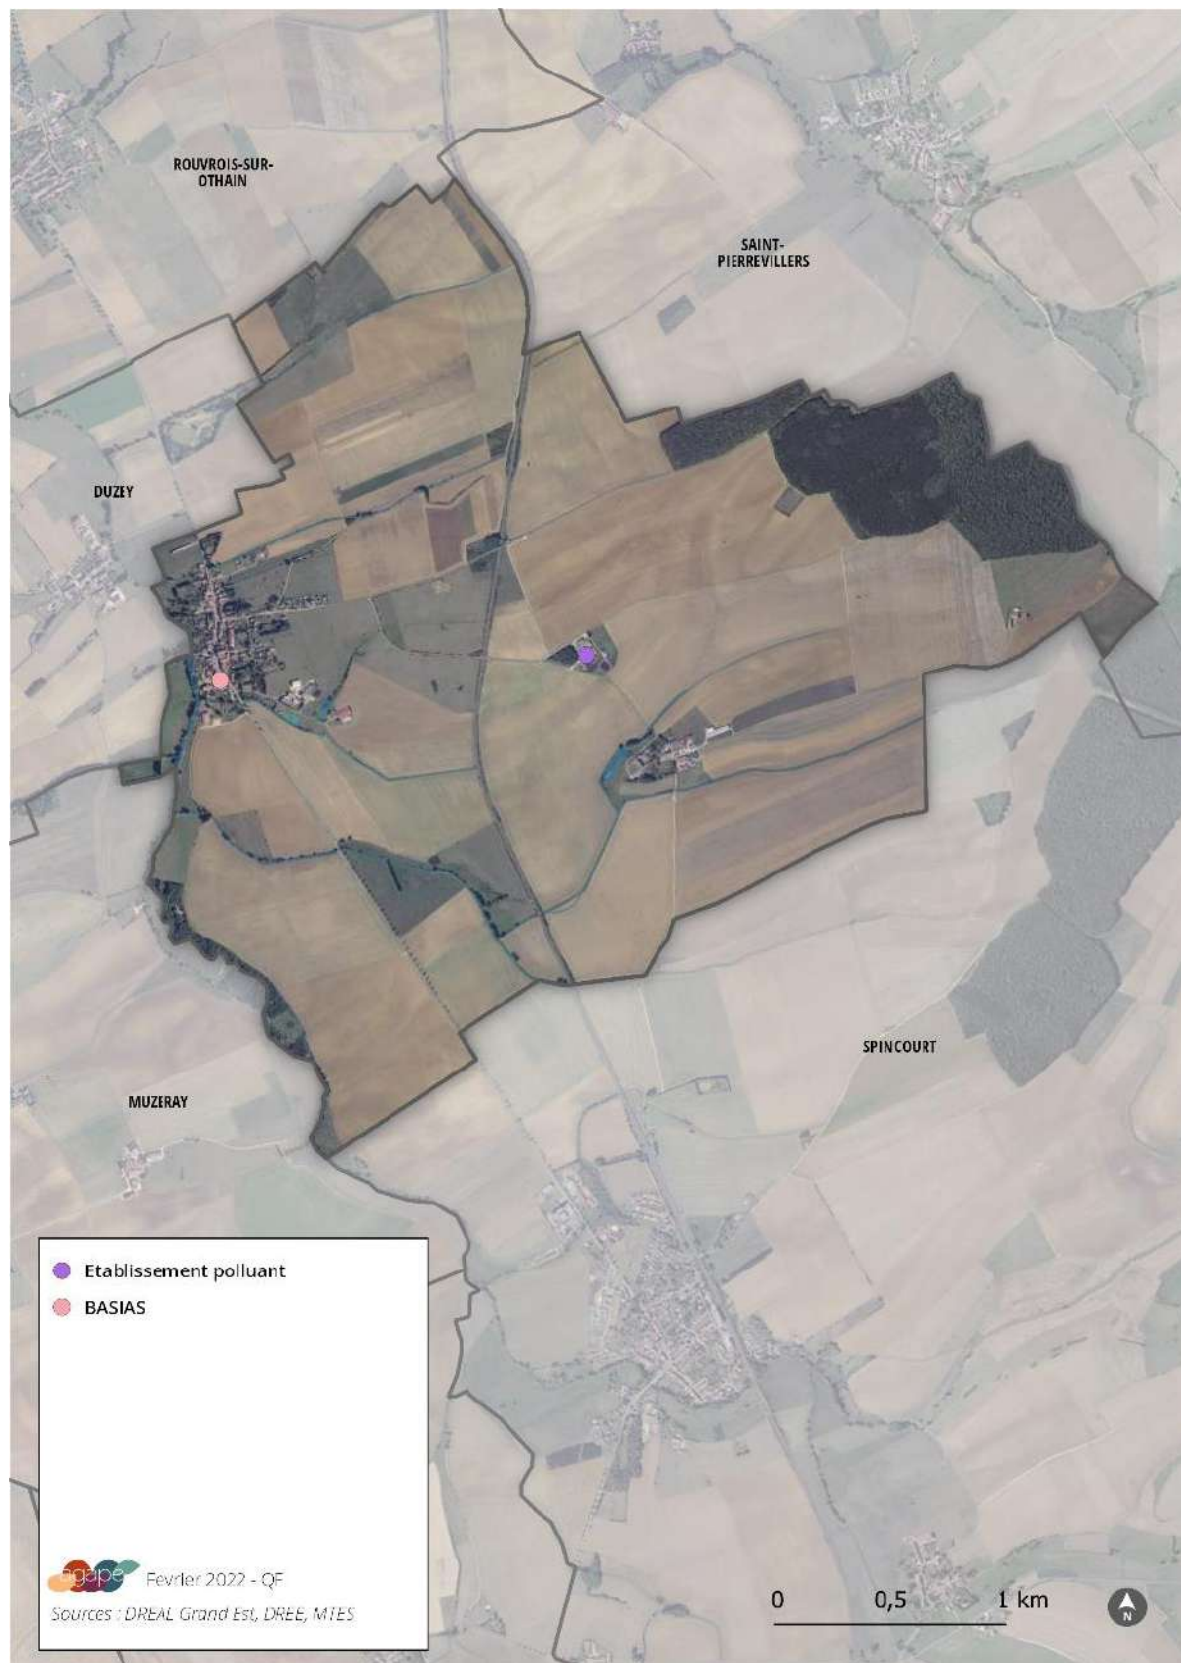 ROUVROIS-SUR-
OTHAIN
SAINT-
PIERREVILLERS
DUZEY
SPINCOURT
MUZERAY
Etablissement polluant
BASIAS
agape
Fevrier 2022 - QF
Sources : DREAL Grand Est, DREE, MTES
0 0,5 1 km
N